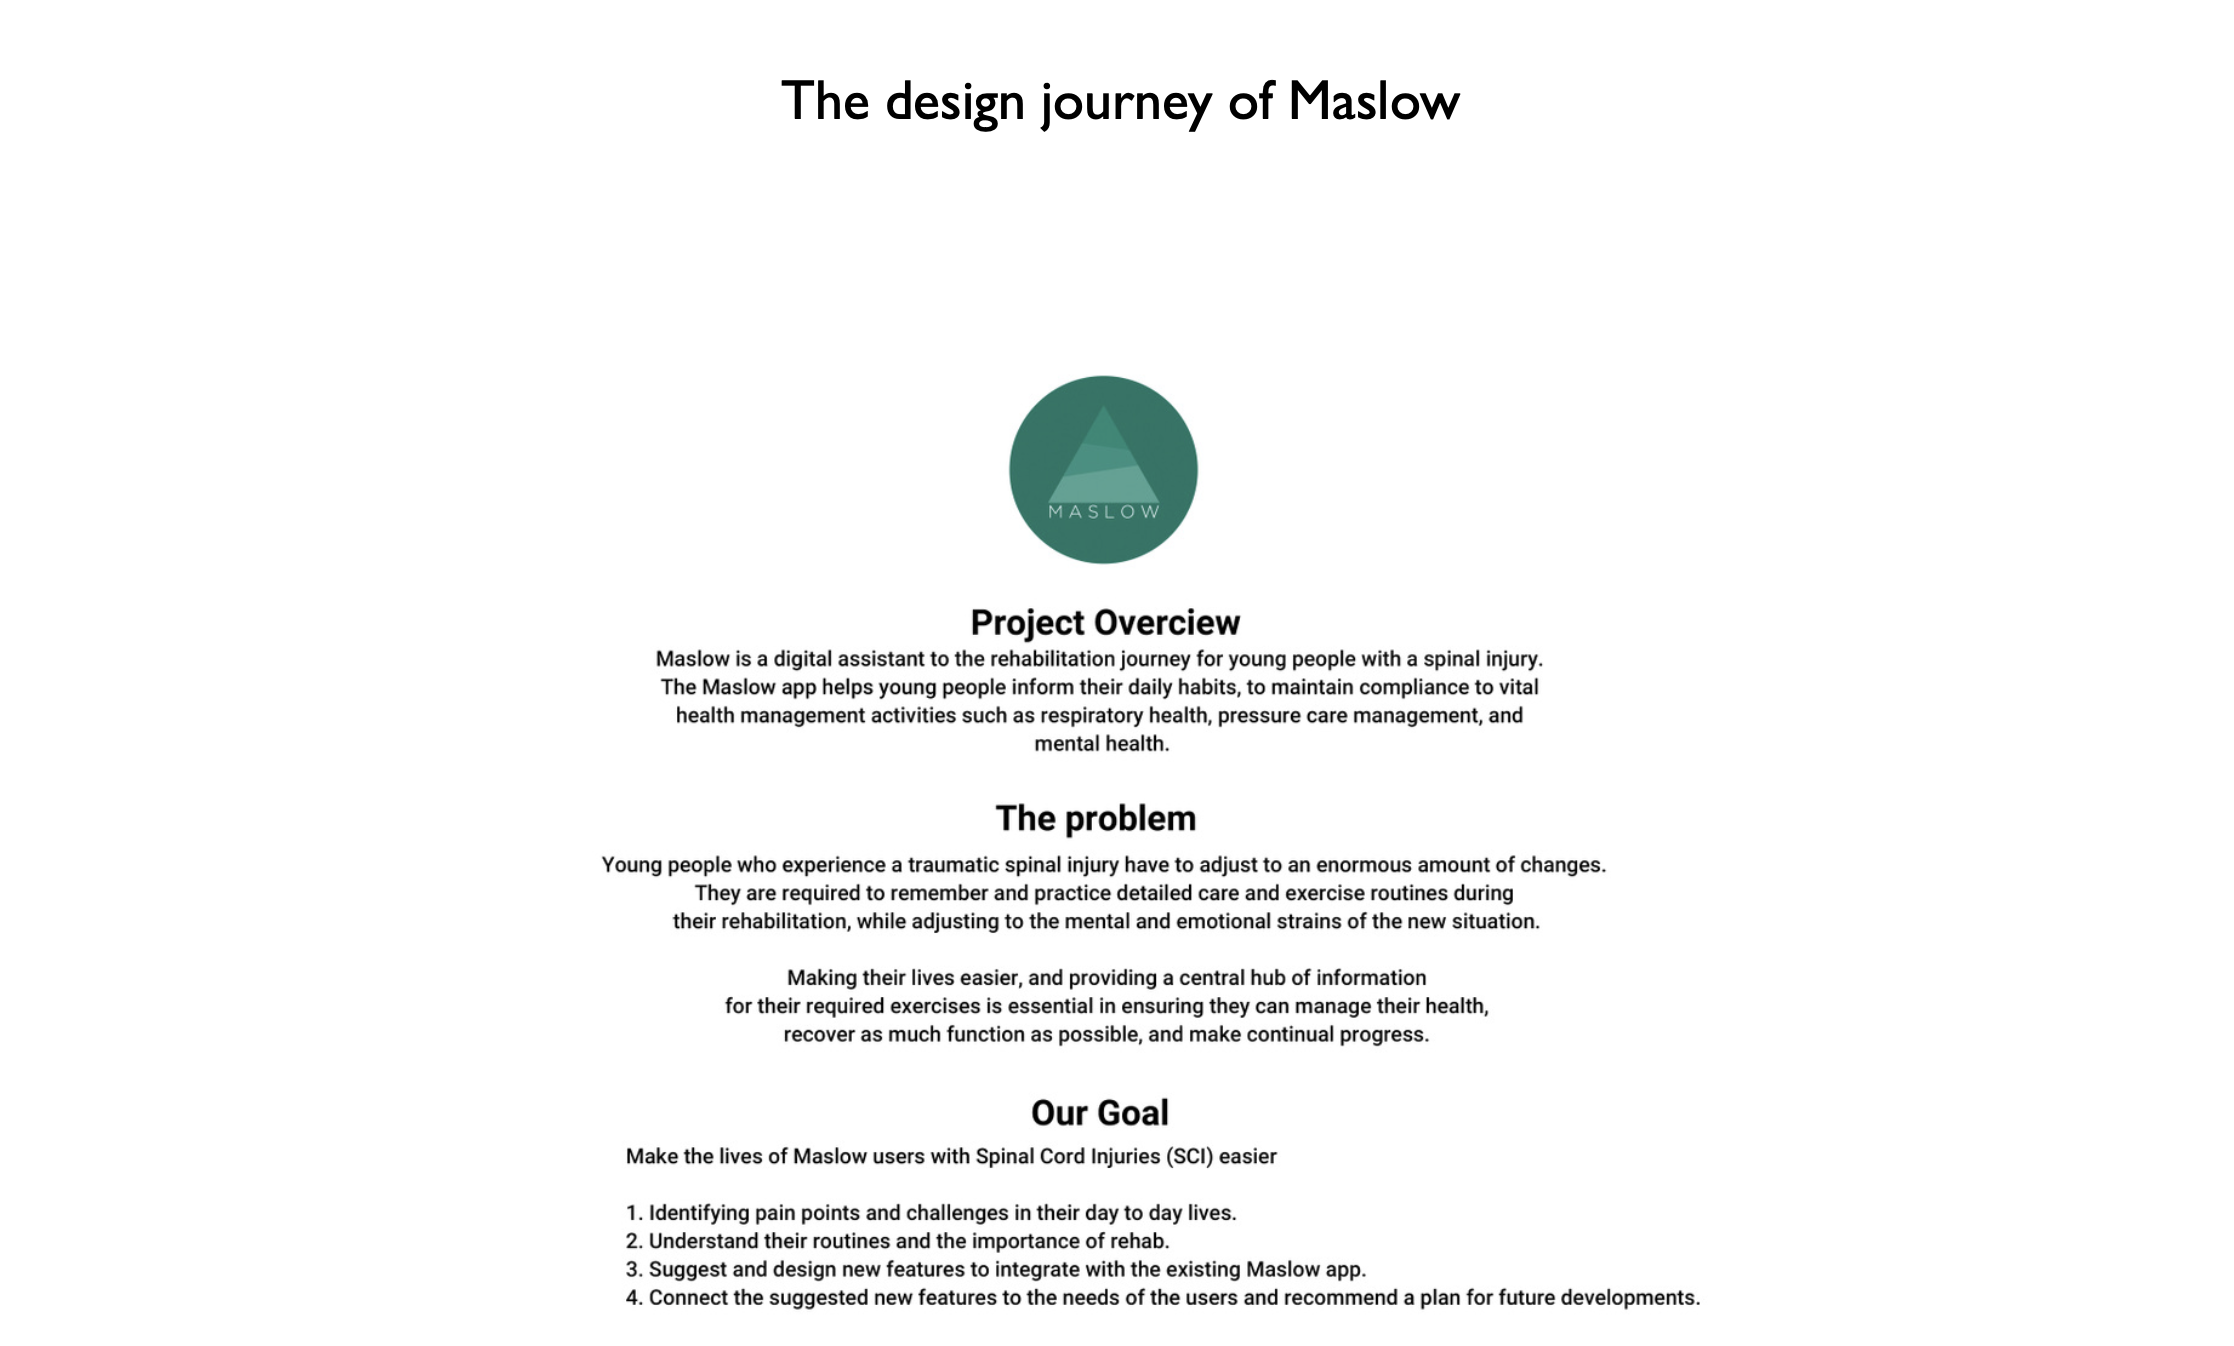 The design journey of Maslow
MASLOW
Project Overciew
Maslow is a digital assistant to the rehabilitation journey for young people with a spinal injury.
The Maslow app helps young people inform their daily habits, to maintain compliance to vital
health management activities such as respiratory health, pressure care management, and
mental health.
The problem
Young people who experience a traumatic spinal injury have to adjust to an enormous amount of changes.
They are required to remember and practice detailed care and exercise routines during
their rehabilitation, while adjusting to the mental and emotional strains of the new situation.
Making their lives easier, and providing a central hub of information
for their required exercises is essential in ensuring they can manage their health,
recover as much function as possible, and make continual progress.
Our Goal
Make the lives of Maslow users with Spinal Cord Injuries (SCI) easier
1. Identifying pain points and challenges in their day to day lives.
2. Understand their routines and the importance of rehab.
3. Suggest and design new features to integrate with the existing Maslow app.
4. Connect the suggested new features to the needs of the users and recommend a plan for future developments.